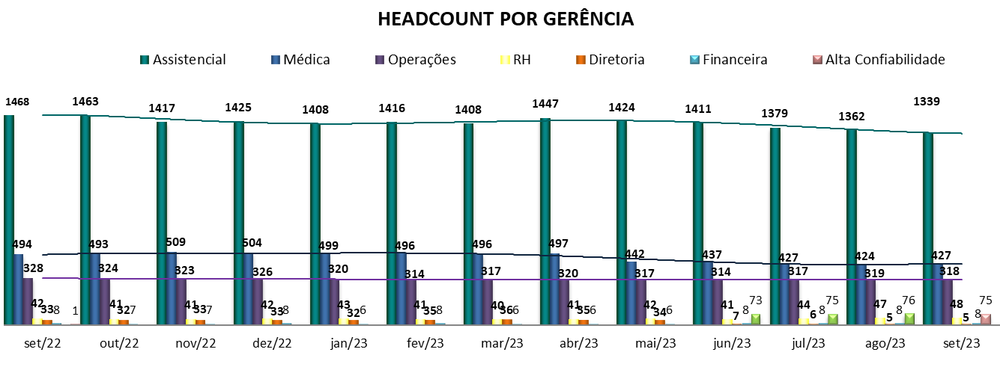 HEADCOUNT POR GERÊNCIA
Assistencial Médica Operações RH Diretoria Financeira Alta Confiabilidade
1468 1463 1417 1425 1408 1416 1408 1447 1424 1411 1379 1362 1339
494 493 509 504 499 496 496 497 442 437 427 424 427
328 324 323 326 320 314 317 320 317 314 317 319 318
42 33 8 1 41 32 7 41 33 7 42 33 8 43 32 6 41 35 8 40 36 6 41 35 6 42 34 6 41 7 8 73 44 6 8 75 47 5 8 76 48 5 8 75
set/22 out/22 nov/22 dez/22 jan/23 fev/23 mar/23 abr/23 mai/23 jun/23 jul/23 ago/23 set/23